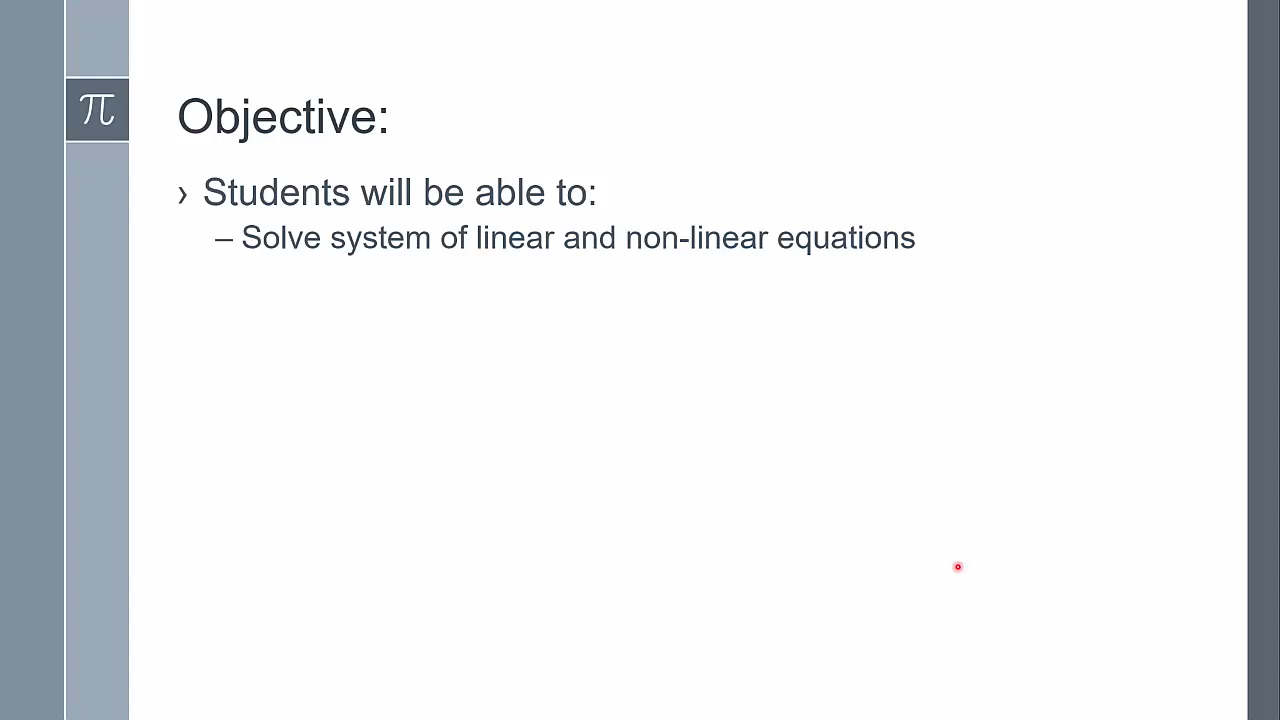 π
Objective:
› Students will be able to:
– Solve system of linear and non-linear equations